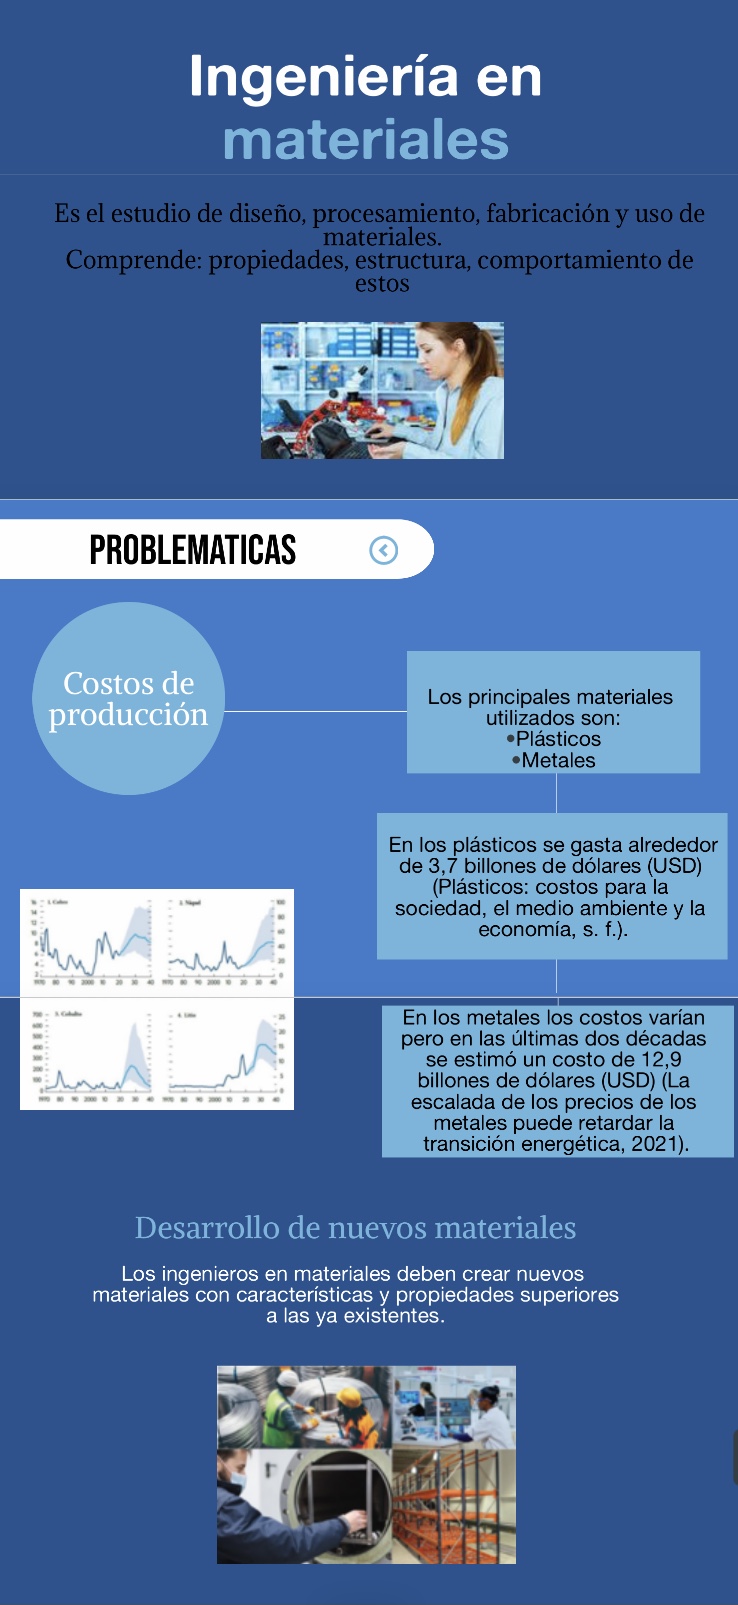 Ingeniería en
materiales
Es el estudio de diseño, procesamiento, fabricación y uso de
materiales.
Comprende: propiedades, estructura, comportamiento de
estos
PROBLEMATICAS
Costos de
producción
Los principales materiales
utilizados son:
•Plásticos
•Metales
En los plásticos se gasta alrededor
de 3,7 billones de dólares (USD)
(Plásticos: costos para la
sociedad, el medio ambiente y la
economía, s. f.).
1. Cobre
2. Níquel
3. Cobalto
4. Litio
En los metales los costos varían
pero en las últimas dos décadas
se estimó un costo de 12,9
billones de dólares (USD) (La
escalada de los precios de los
metales puede retardar la
transición energética, 2021).
Desarrollo de nuevos materiales
Los ingenieros en materiales deben crear nuevos
materiales con características y propiedades superiores
a las ya existentes.